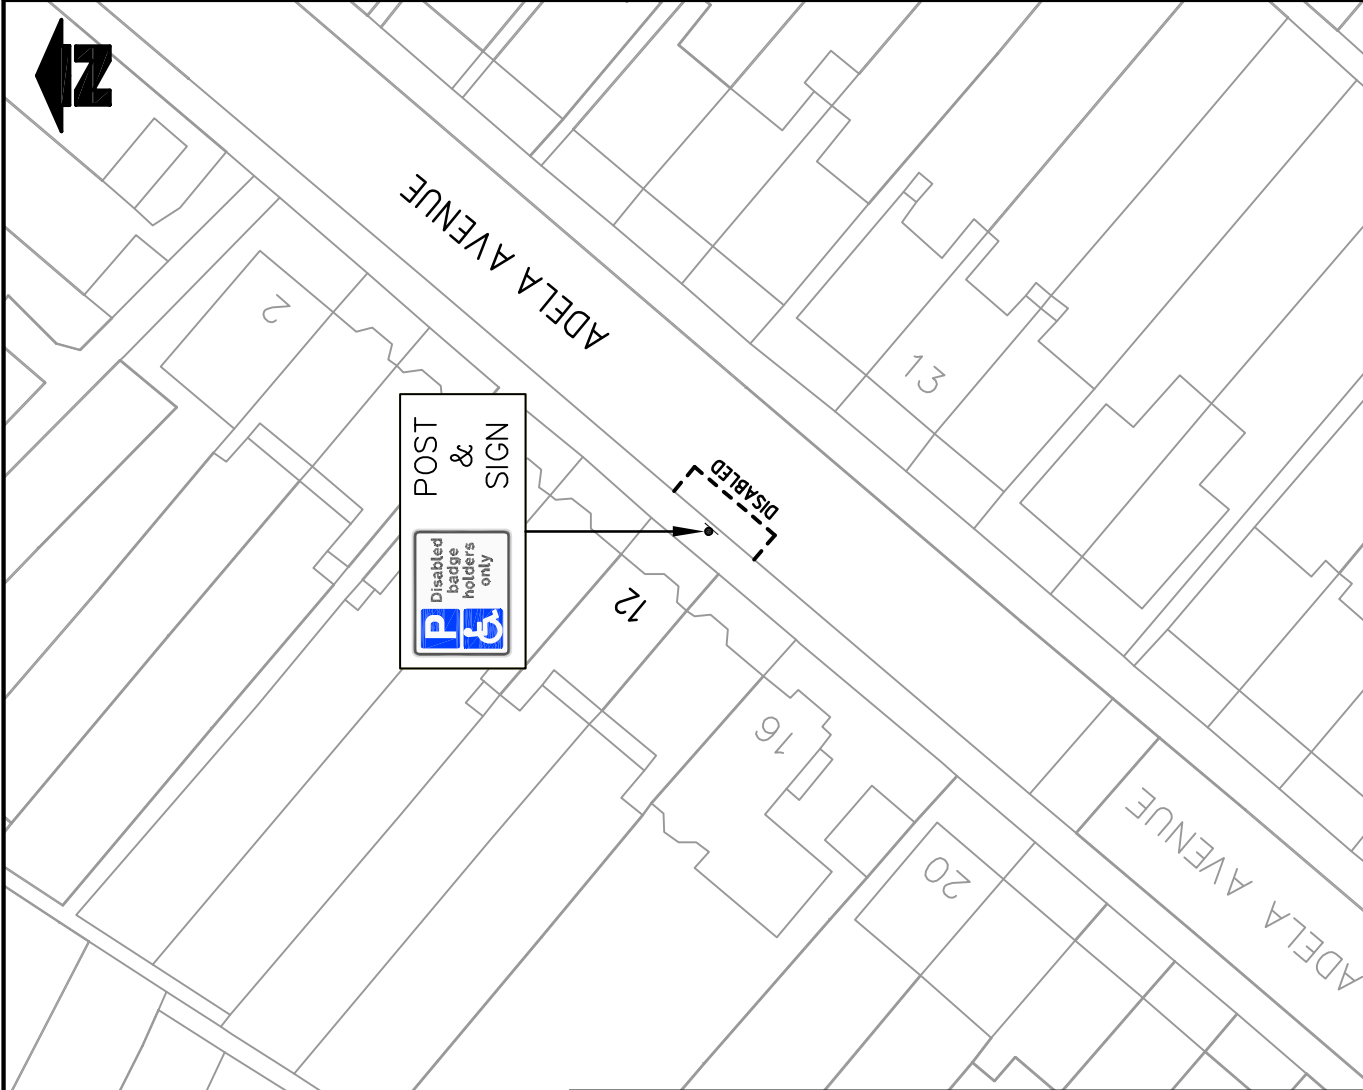 N
ADELA AVENUE
2
POST
&
SIGN
P Disabled
badge
holders
only
DISABLED
12
13
16
20
ADELA AVENUE